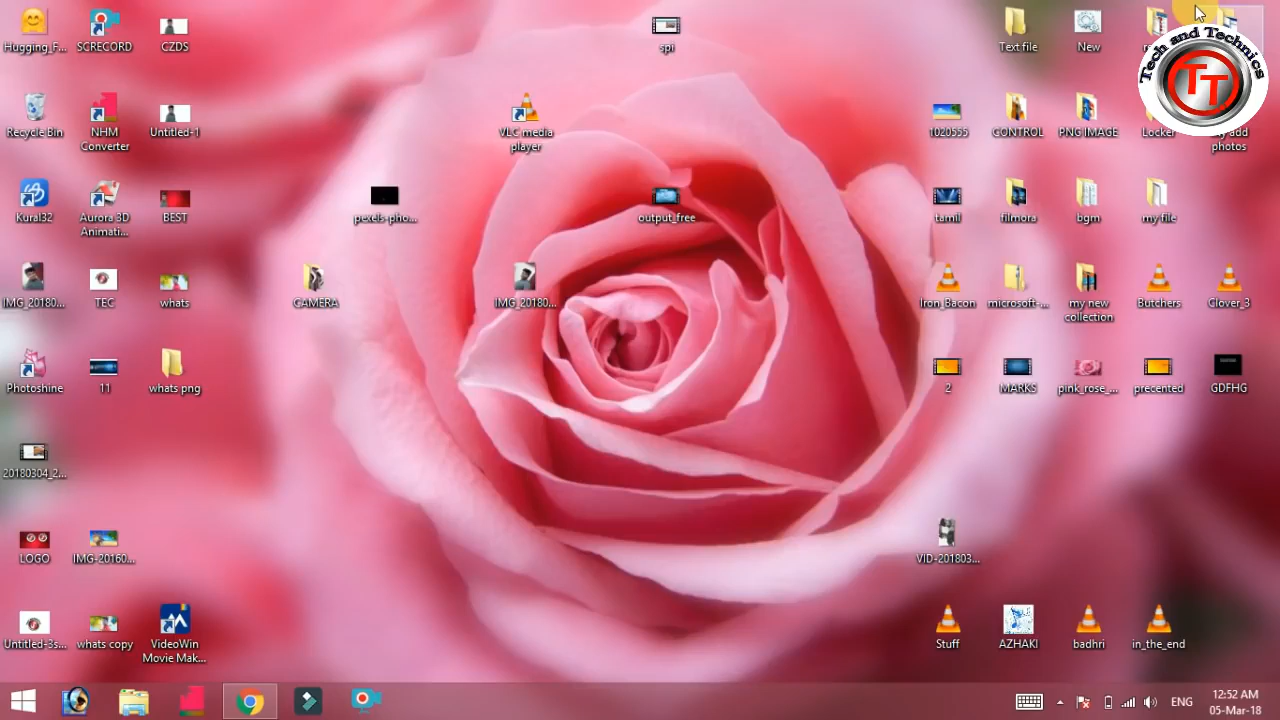 Hugging_F...
SCRECORD
CZDS
spi
Text file
New
Tech and Technics
TT
Recycle Bin
NHM
Converter
Untitled-1
VLC media
player
1020555
CONTROL
PNG IMAGE
Locker
photos
Kural32
Aurora 3D
Animati...
BEST
pexels-pho...
output_free
tamil
filmora
bgm
my file
IMG_20180...
TEC
whats
CAMERA
IMG_20180...
Iron_Bacon
microsoft-...
my new
collection
Butchers
Clover_3
Photoshine
11
whats png
2
MARKS
pink_rose_...
precented
GDFHG
20180304_2...
LOGO
IMG-20160...
VID-201803...
Untitled-3s...
whats copy
VideoWin
Movie Mak...
Stuff
AZHAKI
badhri
in_the_end
ENG
12:52 AM
05-Mar-18